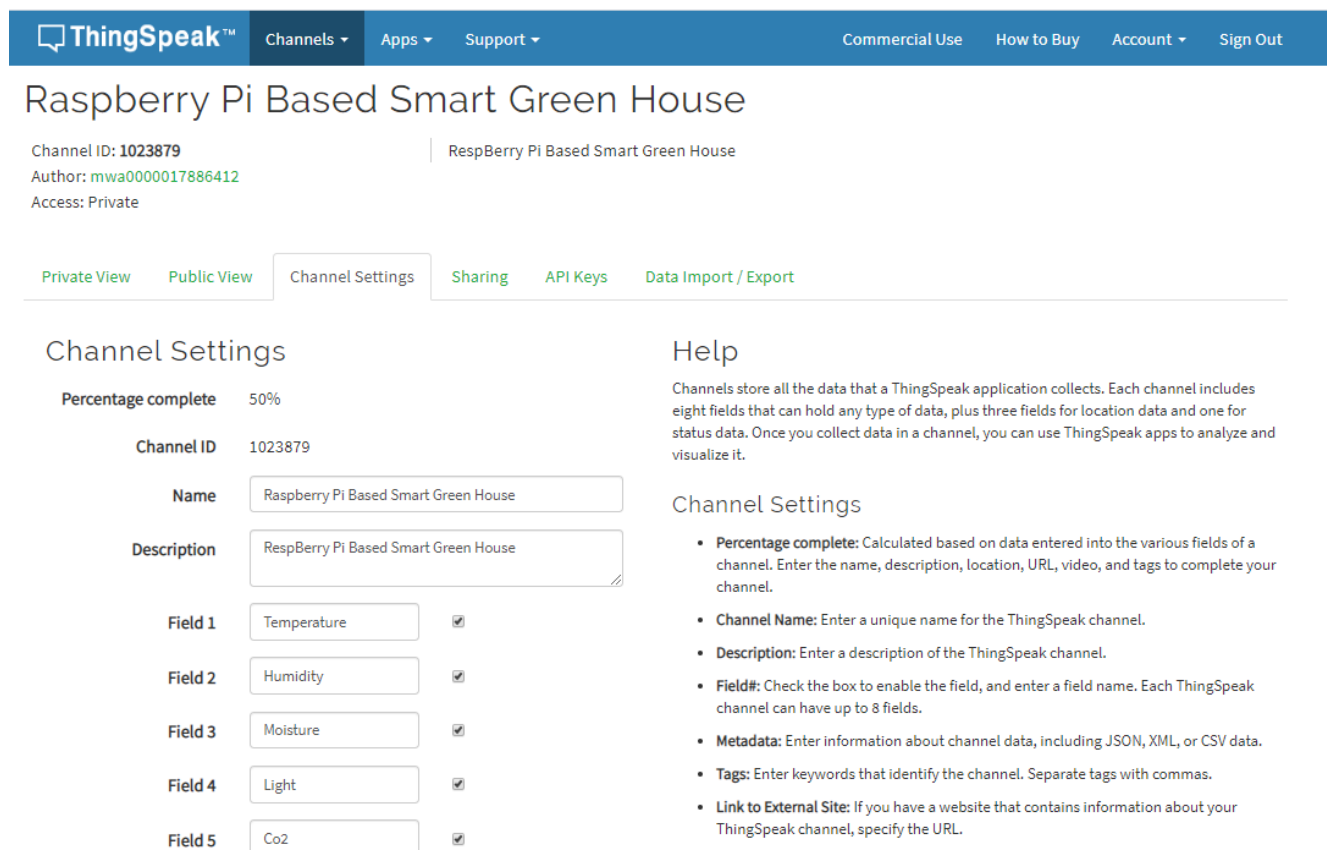 ThingSpeak™ Channels Apps Support Commercial Use How to Buy Account Sign Out
Raspberry Pi Based Smart Green House
Channel ID: 1023879
Author: mwa0000017886412
Access: Private
RespBerry Pi Based Smart Green House
Private View Public View Channel Settings Sharing API Keys Data Import / Export
Channel Settings
Percentage complete 50%
Channel ID 1023879
Name Raspberry Pi Based Smart Green House
Description RespBerry Pi Based Smart Green House
Field 1 Temperature
Field 2 Humidity
Field 3 Moisture
Field 4 Light
Field 5 Co2
Help
Channels store all the data that a ThingSpeak application collects. Each channel includes
eight fields that can hold any type of data, plus three fields for location data and one for
status data. Once you collect data in a channel, you can use ThingSpeak apps to analyze and
visualize it.
Channel Settings
• Percentage complete: Calculated based on data entered into the various fields of a
channel. Enter the name, description, location, URL, video, and tags to complete your
channel.
• Channel Name: Enter a unique name for the ThingSpeak channel.
• Description: Enter a description of the ThingSpeak channel.
• Field#: Check the box to enable the field, and enter a field name. Each ThingSpeak
channel can have up to 8 fields.
• Metadata: Enter information about channel data, including JSON, XML, or CSV data.
• Tags: Enter keywords that identify the channel. Separate tags with commas.
• Link to External Site: If you have a website that contains information about your
ThingSpeak channel, specify the URL.